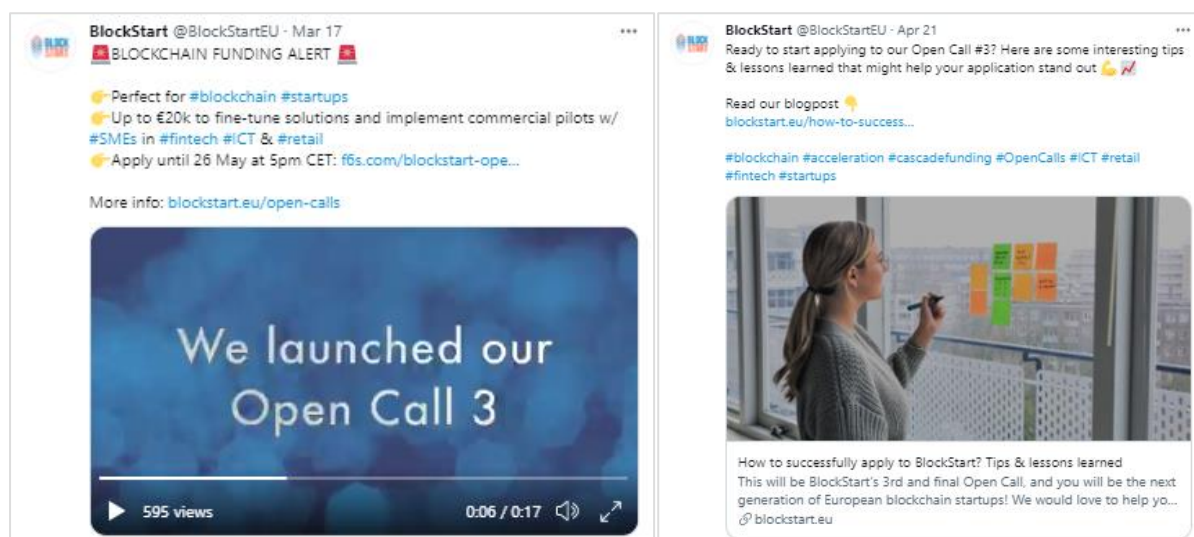 BLOCK
START
BlockStart @BlockStartEU · Mar 17
🚨BLOCKCHAIN FUNDING ALERT 🚨
👉Perfect for #blockchain #startups
👉Up to €20k to fine-tune solutions and implement commercial pilots w/
#SMEs in #fintech #ICT & #retail
👉Apply until 26 May at 5pm CET: f6s.com/blockstart-ope...
More info: blockstart.eu/open-calls
We launched our
Open Call 3
595 views
0:06 / 0:17
BLOCK
START
BlockStart @BlockStartEU · Apr 21
Ready to start applying to our Open Call #3? Here are some interesting tips
& lessons learned that might help your application stand out 💪 📈
Read our blogpost 👇
blockstart.eu/how-to-success...
#blockchain #acceleration #cascadefunding #OpenCalls #ICT #retail
#fintech #startups
How to successfully apply to BlockStart? Tips & lessons learned
This will be BlockStart's 3rd and final Open Call, and you will be the next
generation of European blockchain startups! We would love to help yo...
blockstart.eu